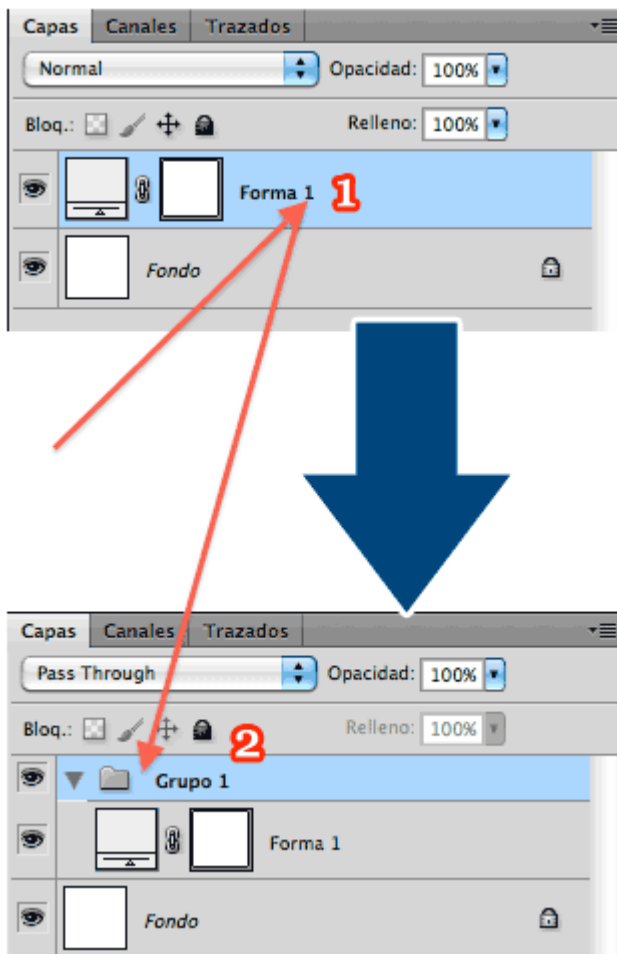 Capas Canales Trazados
Normal Opacidad: 100%
Bloq.: Relleno: 100%
Forma 1 1
Fondo
Capas Canales Trazados
Pass Through Opacidad: 100%
Bloq.: 2 Relleno: 100%
Grupo 1
Forma 1
Fondo